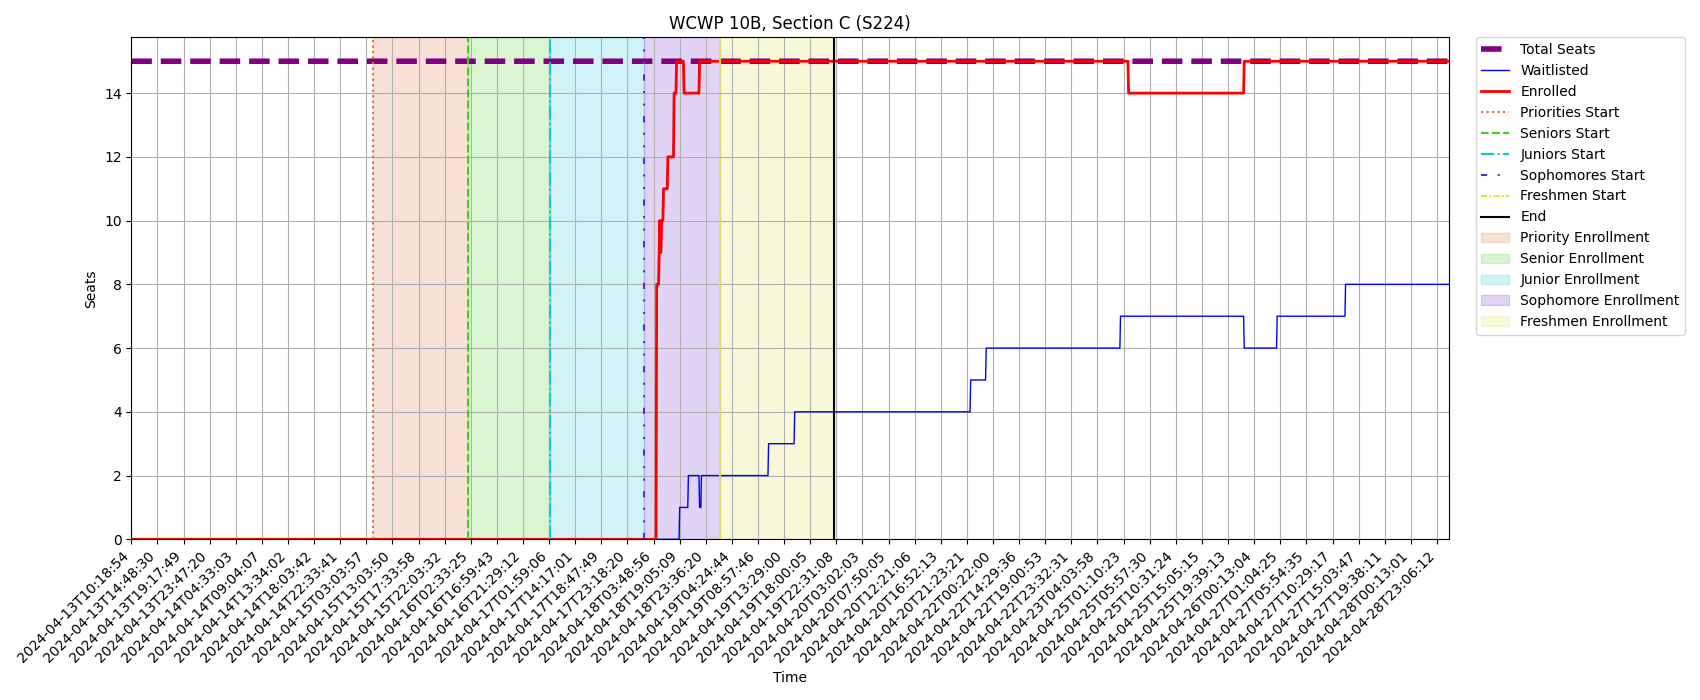 WCWP 10B, Section C (S224)
Total Seats
Waitlisted
Enrolled
Priorities Start
Seniors Start
Juniors Start
Sophomores Start
Freshmen Start
End
Priority Enrollment
Senior Enrollment
Junior Enrollment
Sophomore Enrollment
Freshmen Enrollment
Seats
14
12
10
8
6
4
2
0
2024-04-13T10:18:54
2024-04-13T14:48:30
2024-04-13T19:17:49
2024-04-13T23:47:20
2024-04-14T04:33:03
2024-04-14T09:04:07
2024-04-14T13:34:02
2024-04-14T18:03:42
2024-04-14T22:33:41
2024-04-15T03:03:57
2024-04-15T13:03:50
2024-04-15T17:33:58
2024-04-15T22:03:32
2024-04-16T02:33:25
2024-04-16T16:59:43
2024-04-16T21:29:12
2024-04-17T01:59:06
2024-04-17T14:17:01
2024-04-17T18:47:49
2024-04-17T23:18:20
2024-04-18T03:48:56
2024-04-18T19:05:09
2024-04-18T23:36:20
2024-04-19T04:24:44
2024-04-19T08:57:46
2024-04-19T13:29:00
2024-04-19T18:00:05
2024-04-19T22:31:08
2024-04-20T03:02:03
2024-04-20T07:50:05
2024-04-20T12:21:06
2024-04-20T16:52:13
2024-04-20T21:23:21
2024-04-22T00:22:00
2024-04-22T14:29:36
2024-04-22T19:00:53
2024-04-22T23:32:31
2024-04-23T04:03:58
2024-04-25T01:10:23
2024-04-25T05:57:30
2024-04-25T10:31:24
2024-04-25T15:05:15
2024-04-25T19:39:13
2024-04-26T00:13:04
2024-04-27T01:04:25
2024-04-27T05:54:35
2024-04-27T10:29:17
2024-04-27T15:03:47
2024-04-27T19:38:11
2024-04-28T00:13:01
2024-04-28T23:06:12
Time